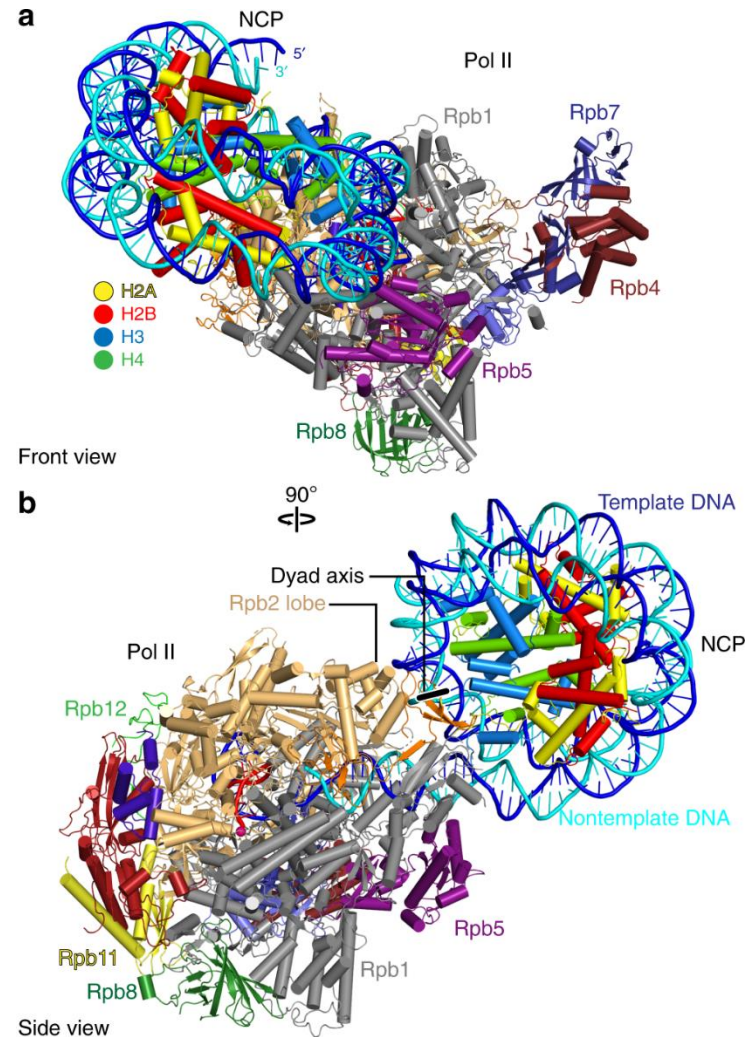 a
NCP
5′
3′
Pol II
Rpb1
Rpb7
Rpb4
H2A
H2B
H3
H4
Rpb5
Rpb8
Front view
b
90°
Template DNA
Dyad axis
Rpb2 lobe
Pol II
NCP
Rpb12
Nontemplate DNA
Rpb5
Rpb11
Rpb1
Rpb8
Side view